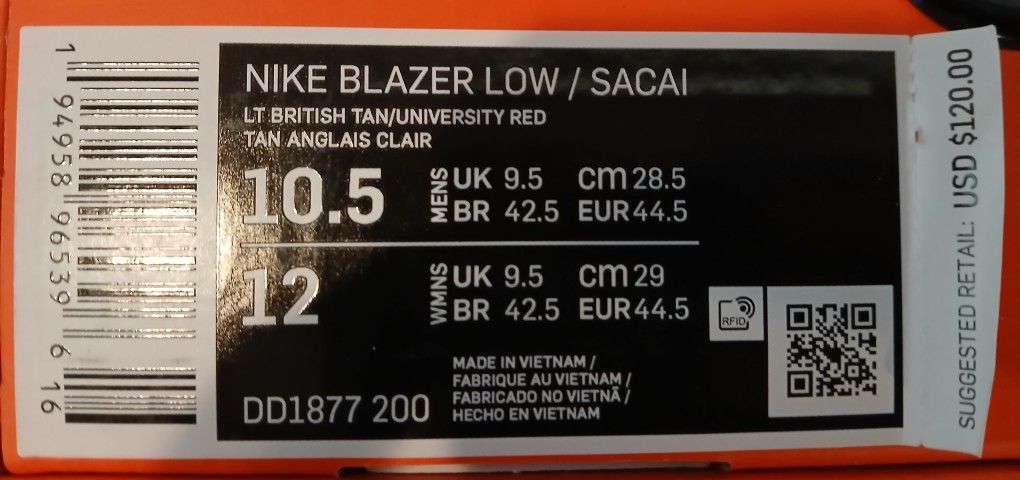 1 94958 96539 6 16
NIKE BLAZER LOW / SACAI
LT BRITISH TAN/UNIVERSITY RED
TAN ANGLAIS CLAIR
10.5 MENS UK 9.5 CM 28.5
BR 42.5 EUR 44.5
12 WMNS UK 9.5 CM 29
BR 42.5 EUR 44.5
RFID
MADE IN VIETNAM /
FABRIQUE AU VIETNAM /
FABRICADO NO VIETNÃ /
HECHO EN VIETNAM
DD1877 200
SUGGESTED RETAIL: USD $120.00